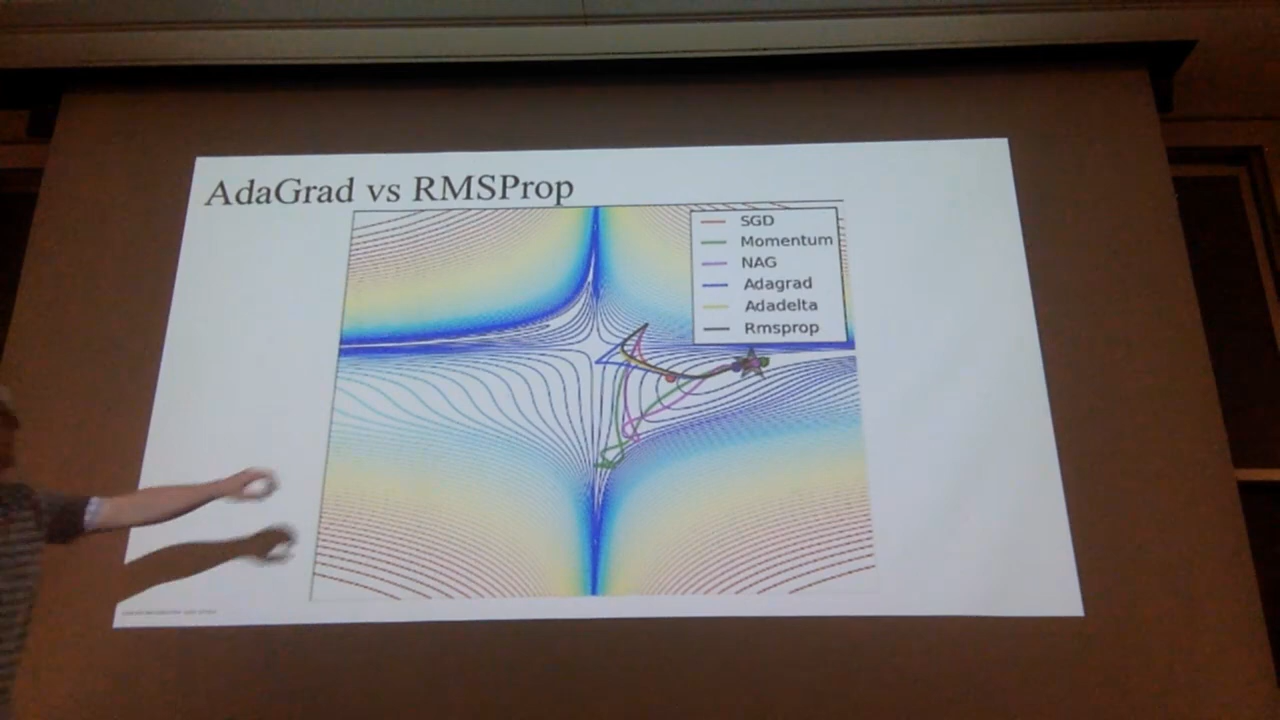 AdaGrad vs RMSProp
SGD
Momentum
NAG
Adagrad
Adadelta
Rmsprop